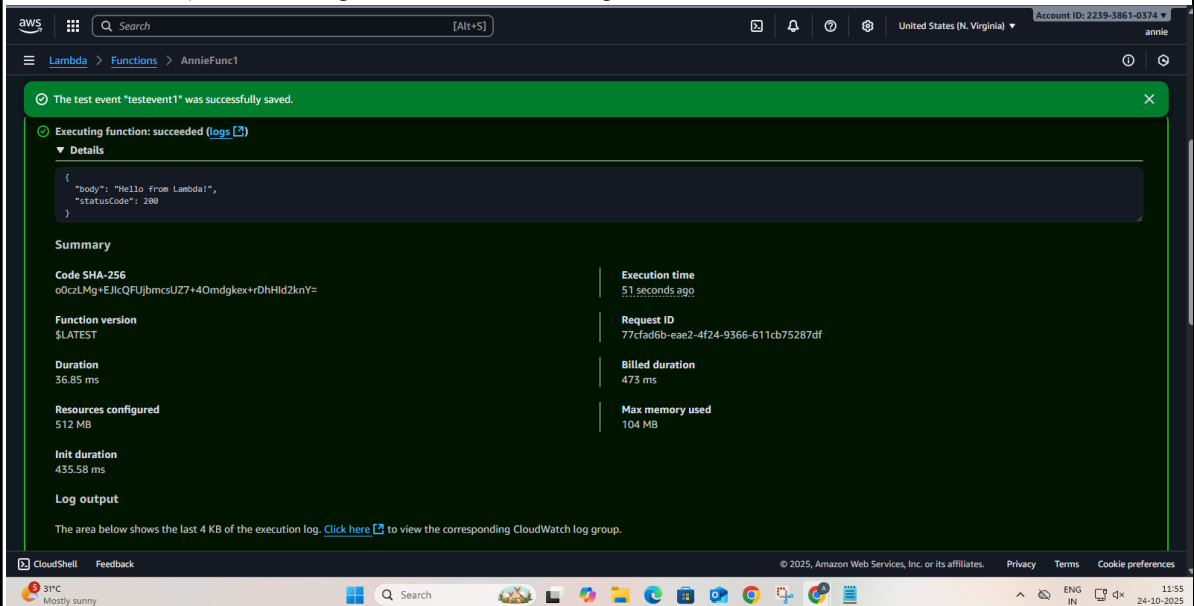 aws
Search
[Alt+S]
United States (N. Virginia) ▼
Account ID: 2239-3861-0374 ▼
annie
Lambda > Functions > AnnieFunc1
The test event "testevent1" was successfully saved.
Executing function: succeeded (logs)
▼ Details
{
"body": "Hello from Lambda!",
"statusCode": 200
}
Summary
Code SHA-256
o0czLMg+EJIcQFUjbmcsUZ7+4Omdgkex+rDhHId2knY=
Execution time
51 seconds ago
Function version
$LATEST
Request ID
77cfad6b-eae2-4f24-9366-611cb75287df
Duration
36.85 ms
Billed duration
473 ms
Resources configured
512 MB
Max memory used
104 MB
Init duration
435.58 ms
Log output
The area below shows the last 4 KB of the execution log. Click here to view the corresponding CloudWatch log group.
CloudShell Feedback
© 2025, Amazon Web Services, Inc. or its affiliates. Privacy Terms Cookie preferences
5
31°C
Mostly sunny
Search
ENG
IN
11:55
24-10-2025